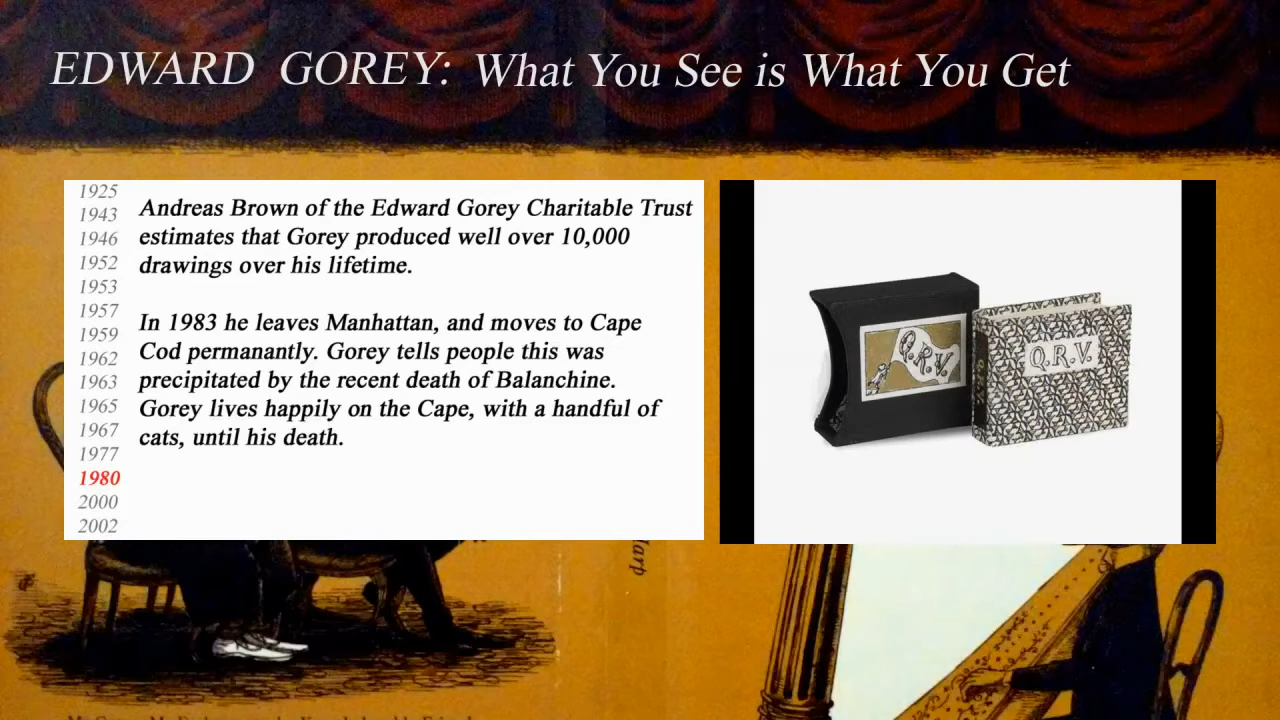 EDWARD GOREY: What You See is What You Get
1925
1943
1946
1952
1953
1957
1959
1962
1963
1965
1967
1977
1980
2000
2002
Andreas Brown of the Edward Gorey Charitable Trust
estimates that Gorey produced well over 10,000
drawings over his lifetime.
In 1983 he leaves Manhattan, and moves to Cape
Cod permanantly. Gorey tells people this was
precipitated by the recent death of Balanchine.
Gorey lives happily on the Cape, with a handful of
cats, until his death.
Q.R.V.
Q.R.V.